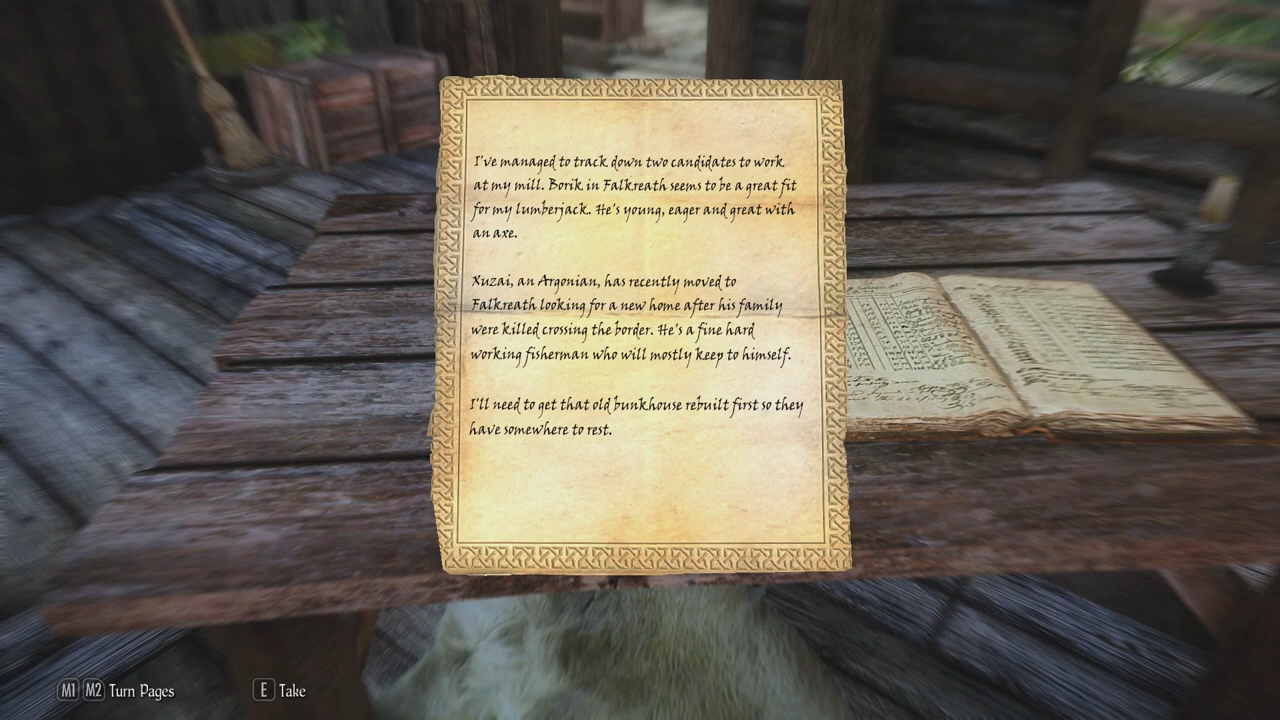 I've managed to track down two candidates to work
at my mill. Borik in Falkreath seems to be a great fit
for my lumberjack. He's young, eager and great with
an axe.
Xuzai, an Argonian, has recently moved to
Falkreath looking for a new home after his family
were killed crossing the border. He's a fine hard
working fisherman who will mostly keep to himself.
I'll need to get that old bunkhouse rebuilt first so they
have somewhere to rest.
M1 M2 Turn Pages
E Take